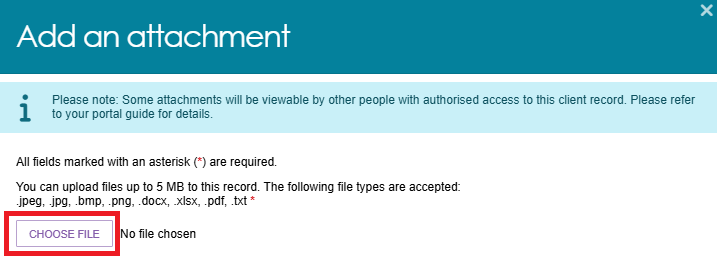 Add an attachment
Please note: Some attachments will be viewable by other people with authorised access to this client record. Please refer
to your portal guide for details.
All fields marked with an asterisk (*) are required.
You can upload files up to 5 MB to this record. The following file types are accepted:
.jpeg, .jpg, .bmp, .png, .docx, .xlsx, .pdf, .txt *
CHOOSE FILE No file chosen